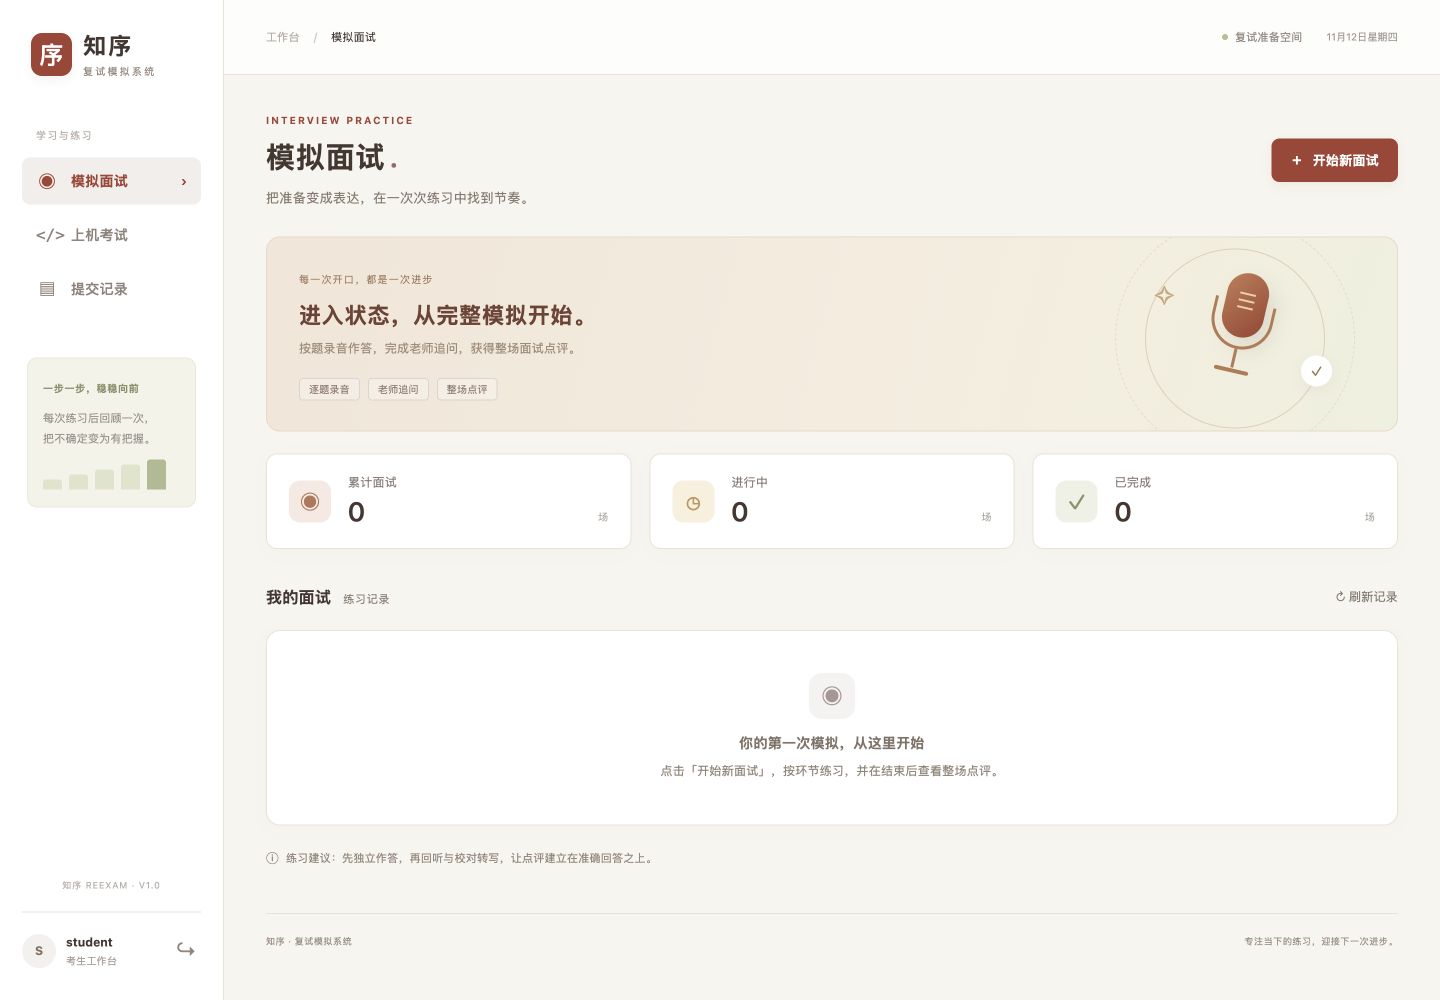 序
知序
复试模拟系统
学习与练习
模拟面试 ›
</> 上机考试
提交记录
一步一步，稳稳向前
每次练习后回顾一次，
把不确定变为有把握。
知序 REEXAM · V1.0
S
student
考生工作台
工作台 / 模拟面试
复试准备空间
11月12日星期四
INTERVIEW PRACTICE
模拟面试.
把准备变成表达，在一次次练习中找到节奏。
+ 开始新面试
每一次开口，都是一次进步
进入状态，从完整模拟开始。
按题录音作答，完成老师追问，获得整场面试点评。
逐题录音 老师追问 整场点评
累计面试
0 场
进行中
0 场
已完成
0 场
我的面试 练习记录
↻ 刷新记录
你的第一次模拟，从这里开始
点击「开始新面试」，按环节练习，并在结束后查看整场点评。
ⓘ 练习建议：先独立作答，再回听与校对转写，让点评建立在准确回答之上。
知序 · 复试模拟系统
专注当下的练习，迎接下一次进步。